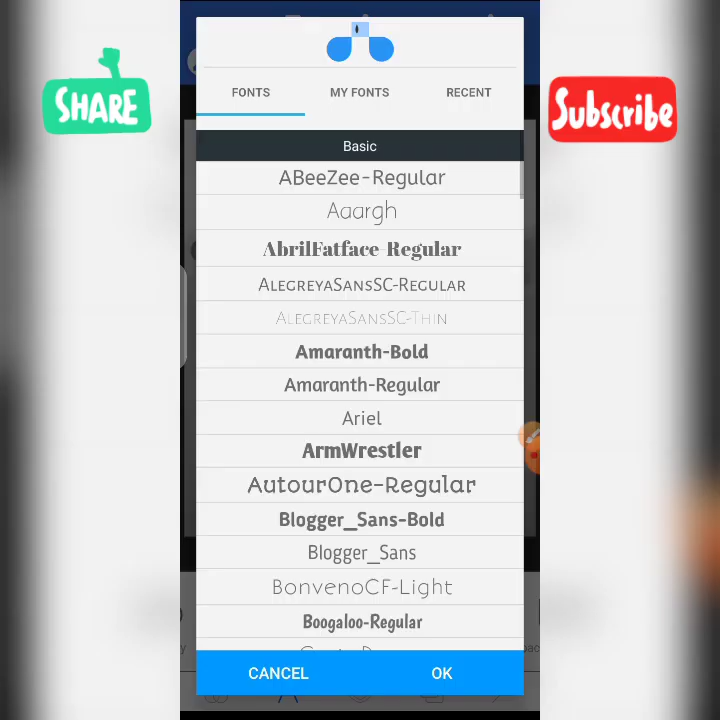 SHARE
Subscribe
FONTS
MY FONTS
RECENT
Basic
ABeeZee-Regular
Aaargh
AbrilFatface-Regular
AlegreyaSansSC-Regular
AlegreyaSansSC-Thin
Amaranth-Bold
Amaranth-Regular
Ariel
ArmWrestler
AutourOne-Regular
Blogger_Sans-Bold
Blogger_Sans
BonvenoCF-Light
Boogaloo-Regular
CANCEL
OK